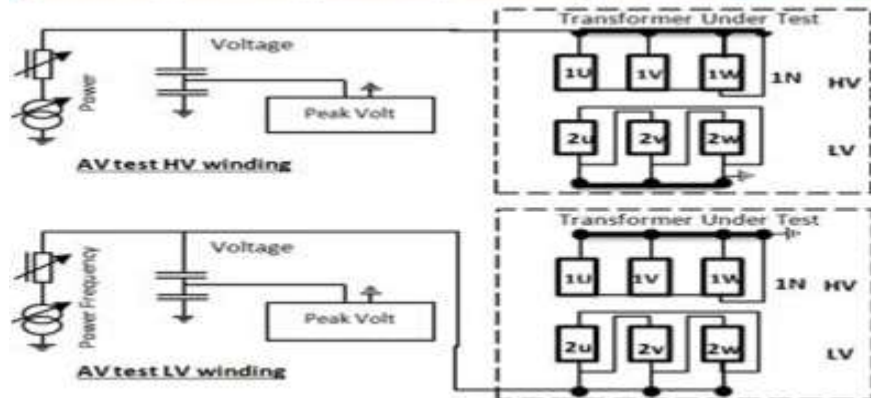 Transformer Under Test
Voltage
Power
1U 1V 1W 1N HV
Peak Volt
2u 2v 2w LV
AV test HV winding
Transformer Under Test
Voltage
Power Frequency
1U 1V 1W 1N HV
Peak Volt
2u 2v 2w LV
AV test LV winding